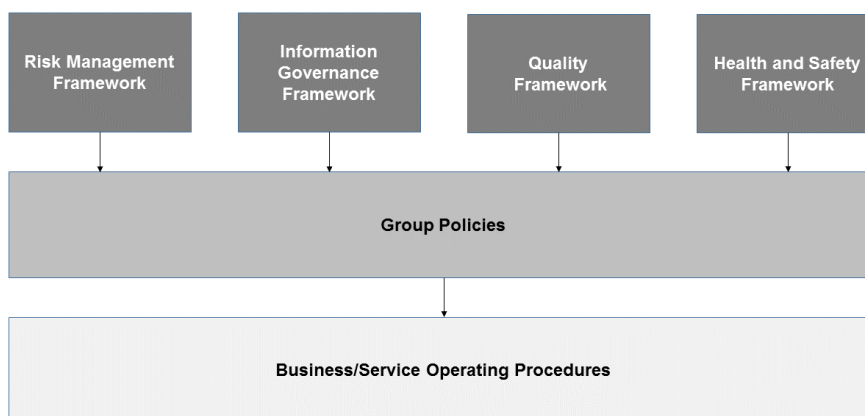 Risk Management
Framework
Information
Governance
Framework
Quality
Framework
Health and Safety
Framework
Group Policies
Business/Service Operating Procedures